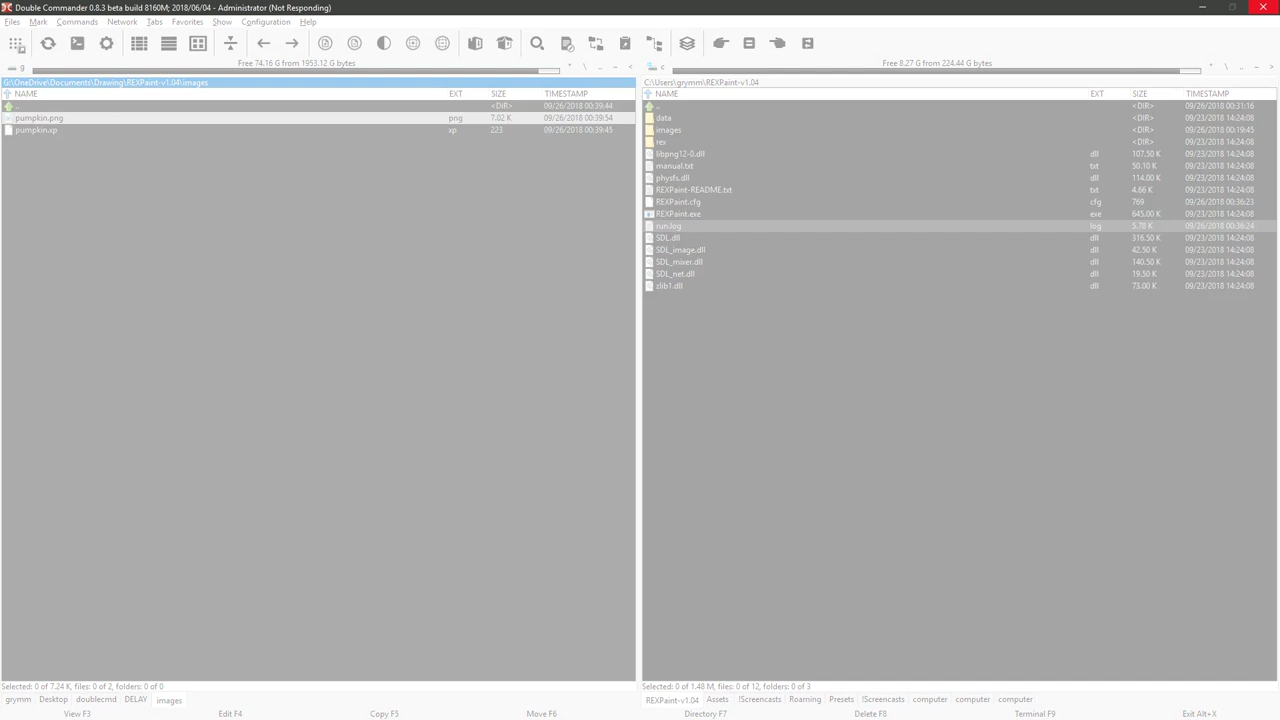 Double Commander 0.8.3 beta build 8160M; 2018/06/04 - Administrator (Not Responding)
Files Mark Commands Network Tabs Favorites Show Configuration Help
Free 74.16 G from 1953.12 G bytes
Free 8.27 G from 224.44 G bytes
g * \ .. ~ <
c * \ .. ~ >
G:\OneDrive\Documents\Drawing\REXPaint-v1.04\images
NAME EXT SIZE TIMESTAMP
.. <DIR> 09/26/2018 00:39:44
pumpkin.png png 7.02 K 09/26/2018 00:39:54
pumpkin.xp xp 223 09/26/2018 00:39:45
Selected: 0 of 7.24 K, files: 0 of 2, folders: 0 of 0
grymm Desktop doublecmd DELAY images
C:\Users\grymm\REXPaint-v1.04
NAME EXT SIZE TIMESTAMP
.. <DIR> 09/26/2018 00:31:16
data <DIR> 09/23/2018 14:24:08
images <DIR> 09/26/2018 00:19:45
rex <DIR> 09/23/2018 14:24:08
libpng12-0.dll dll 107.50 K 09/23/2018 14:24:08
manual.txt txt 50.10 K 09/23/2018 14:24:08
physfs.dll dll 114.00 K 09/23/2018 14:24:08
REXPaint-README.txt txt 4.66 K 09/23/2018 14:24:08
REXPaint.cfg cfg 769 09/26/2018 00:36:23
REXPaint.exe exe 645.00 K 09/23/2018 14:24:08
run.log log 5.78 K 09/26/2018 00:36:24
SDL.dll dll 316.50 K 09/23/2018 14:24:08
SDL_image.dll dll 42.50 K 09/23/2018 14:24:08
SDL_mixer.dll dll 140.50 K 09/23/2018 14:24:08
SDL_net.dll dll 19.50 K 09/23/2018 14:24:08
zlib1.dll dll 73.00 K 09/23/2018 14:24:08
Selected: 0 of 1.48 M, files: 0 of 12, folders: 0 of 3
REXPaint-v1.04 Assets !Screencasts Roaming Presets !Screencasts computer computer computer
View F3 Edit F4 Copy F5 Move F6 Directory F7 Delete F8 Terminal F9 Exit Alt+X